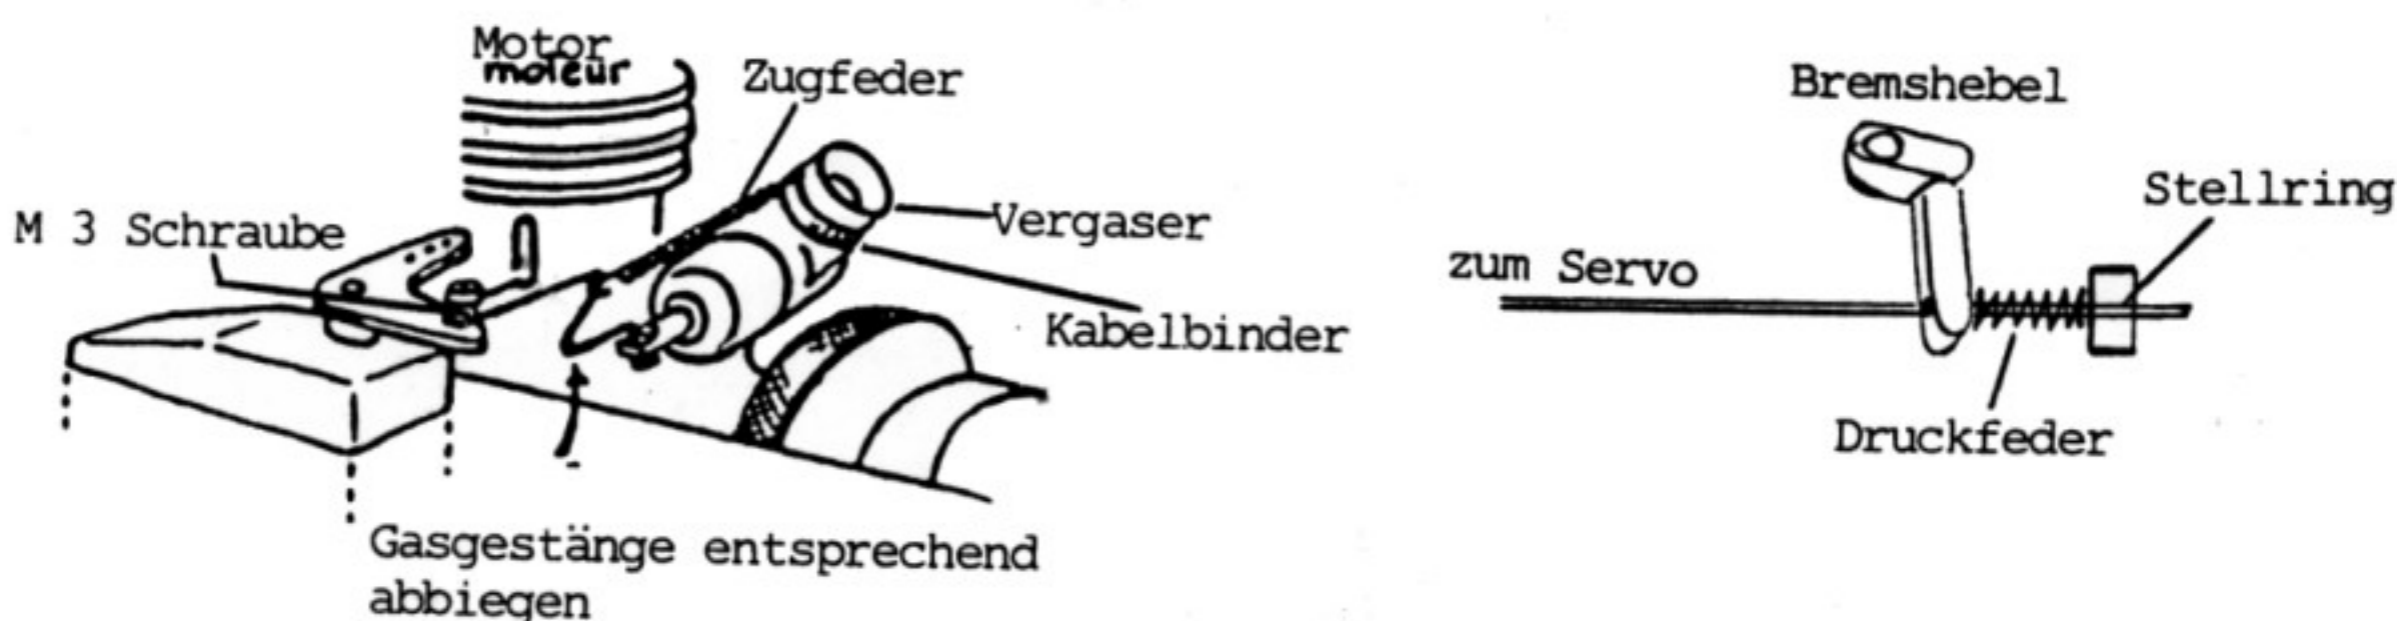 Motor
moteur
Zugfeder
M 3 Schraube
Vergaser
Kabelbinder
Gasgestänge entsprechend
abbiegen
Bremshebel
Stellring
zum Servo
Druckfeder